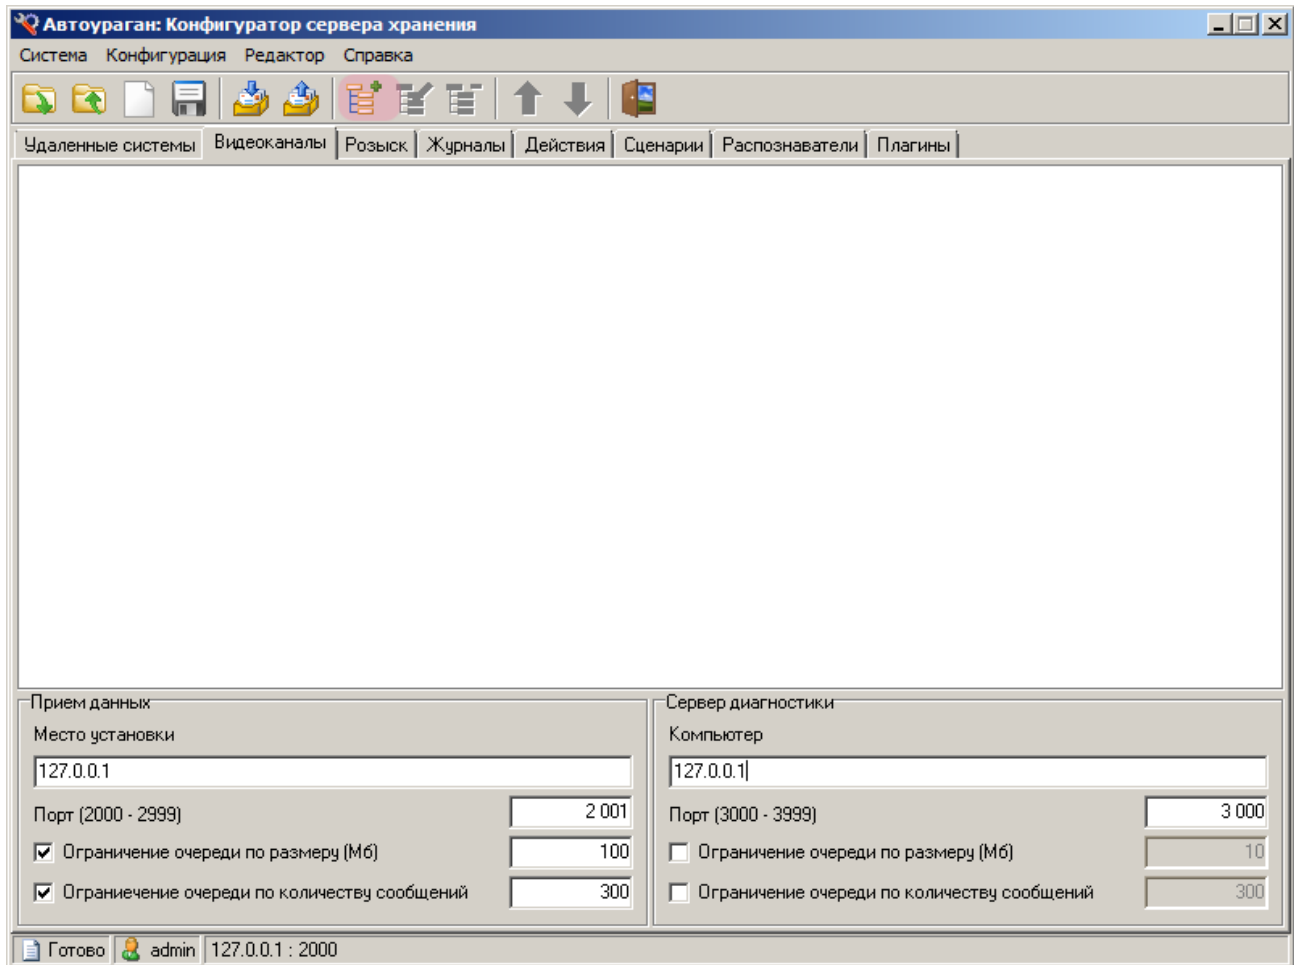 Автоураган: Конфигуратор сервера хранения
Система Конфигурация Редактор Справка
Удаленные системы Видеоканалы Розыск Журналы Действия Сценарии Распознаватели Плагины
Прием данных
Место установки
127.0.0.1
Порт (2000 - 2999) 2 001
Ограничение очереди по размеру (Мб) 100
Ограниечение очереди по количеству сообщений 300
Сервер диагностики
Компьютер
127.0.0.1
Порт (3000 - 3999) 3 000
Ограничение очереди по размеру (Мб) 10
Ограничение очереди по количеству сообщений 300
Готово admin 127.0.0.1 : 2000